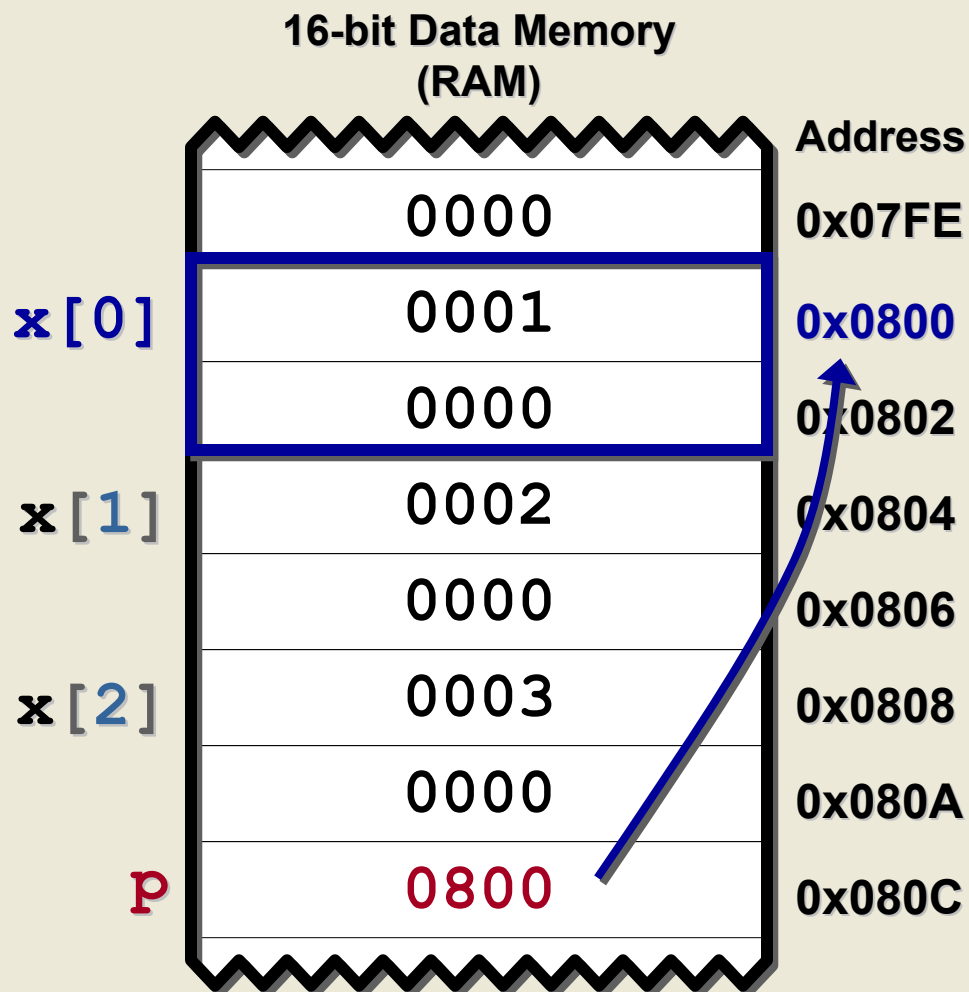 16-bit Data Memory
(RAM)
Address
0000 0x07FE
x[0] 0001 0x0800
0000 0x0802
x[1] 0002 0x0804
0000 0x0806
x[2] 0003 0x0808
0000 0x080A
p 0800 0x080C